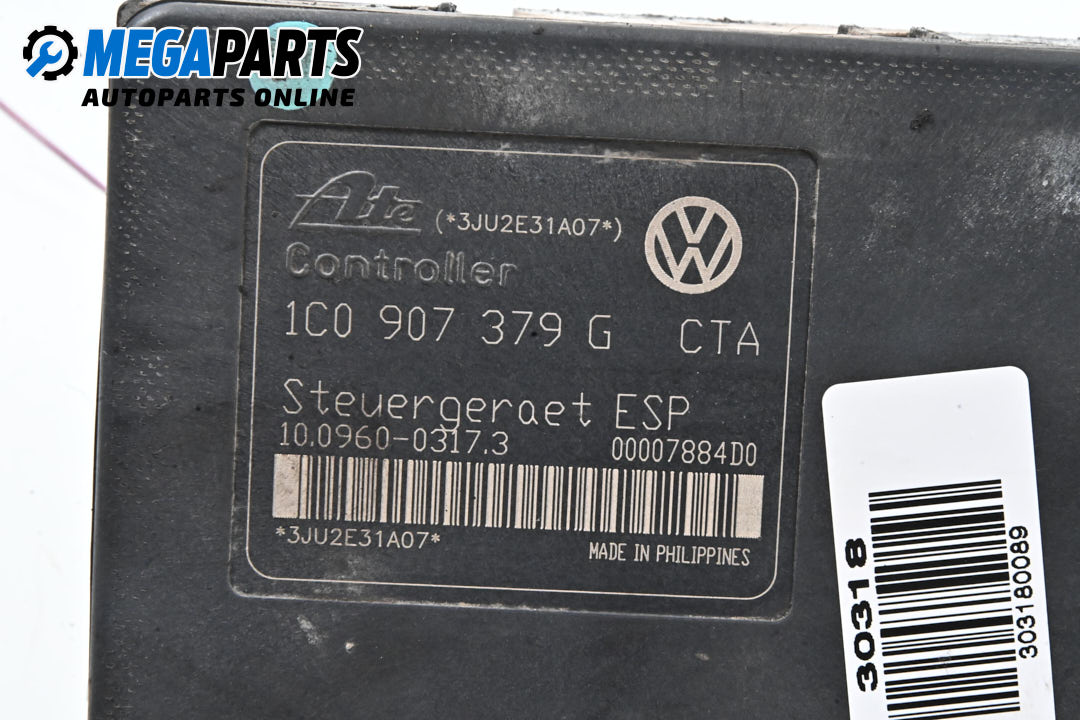 MEGAPARTS
AUTOPARTS ONLINE
Ate (*3JU2E31A07*)
Controller
1C0 907 379 G CTA
Steuergeraet ESP
10.0960-0317.3 00007884D0
*3JU2E31A07*
MADE IN PHILIPPINES
30318
303180089